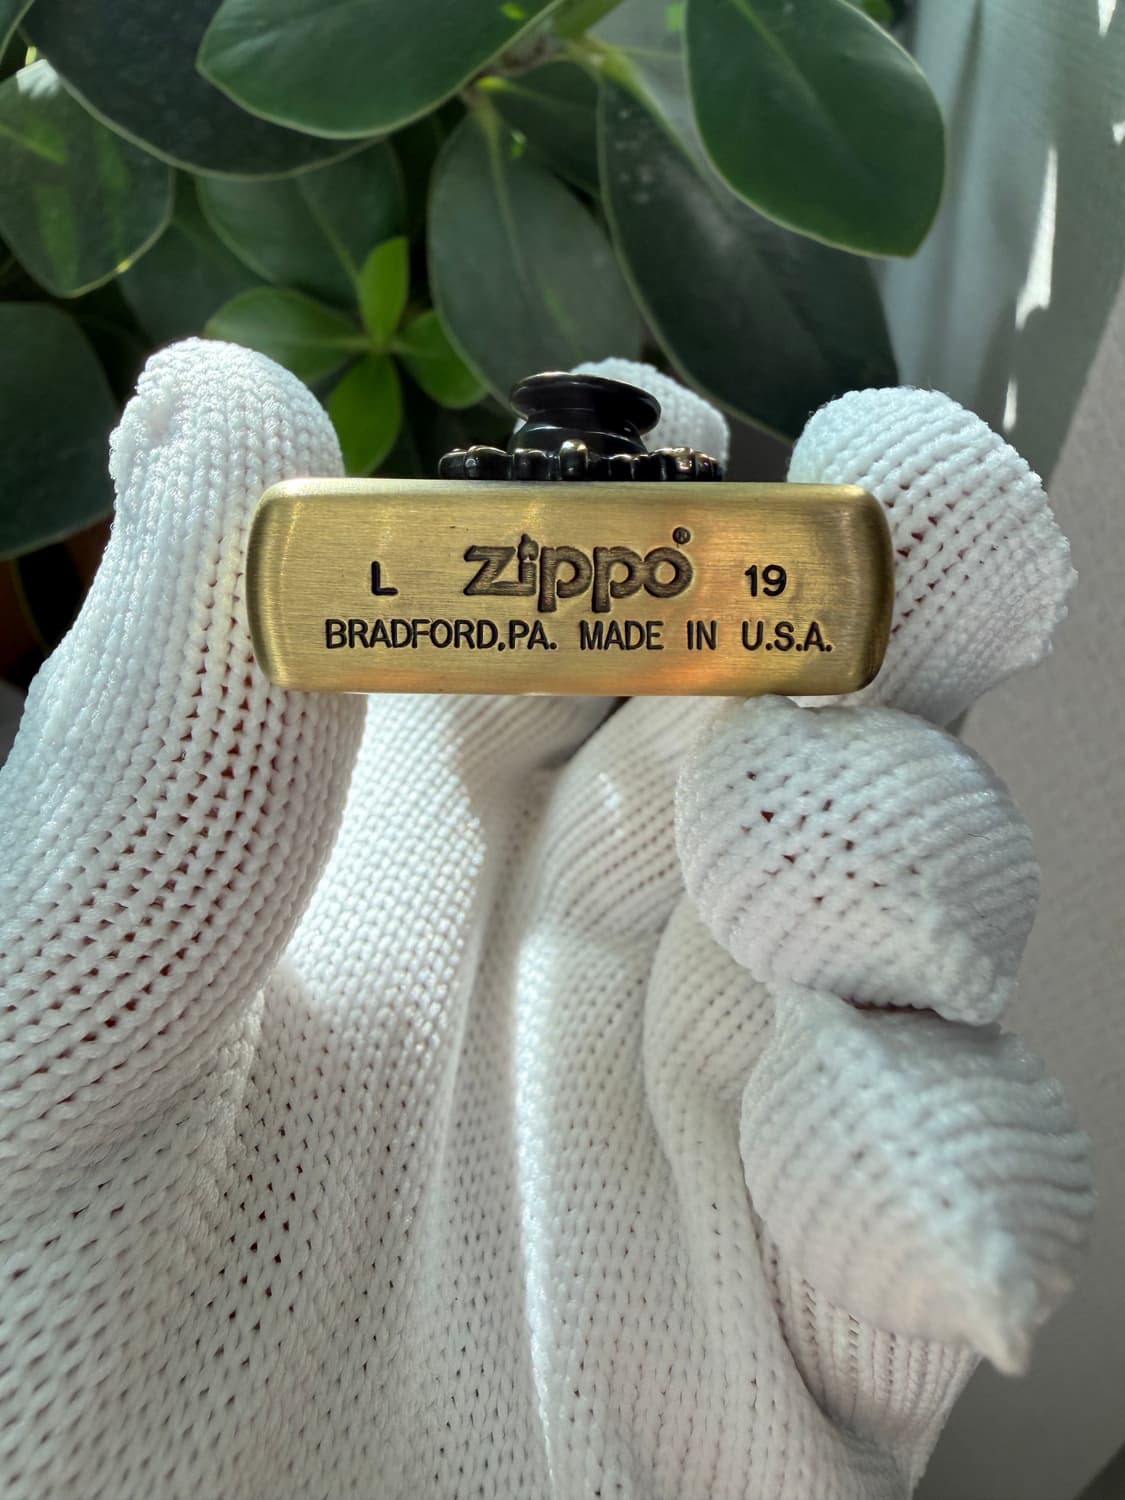 L zippo® 19
BRADFORD,PA. MADE IN U.S.A.